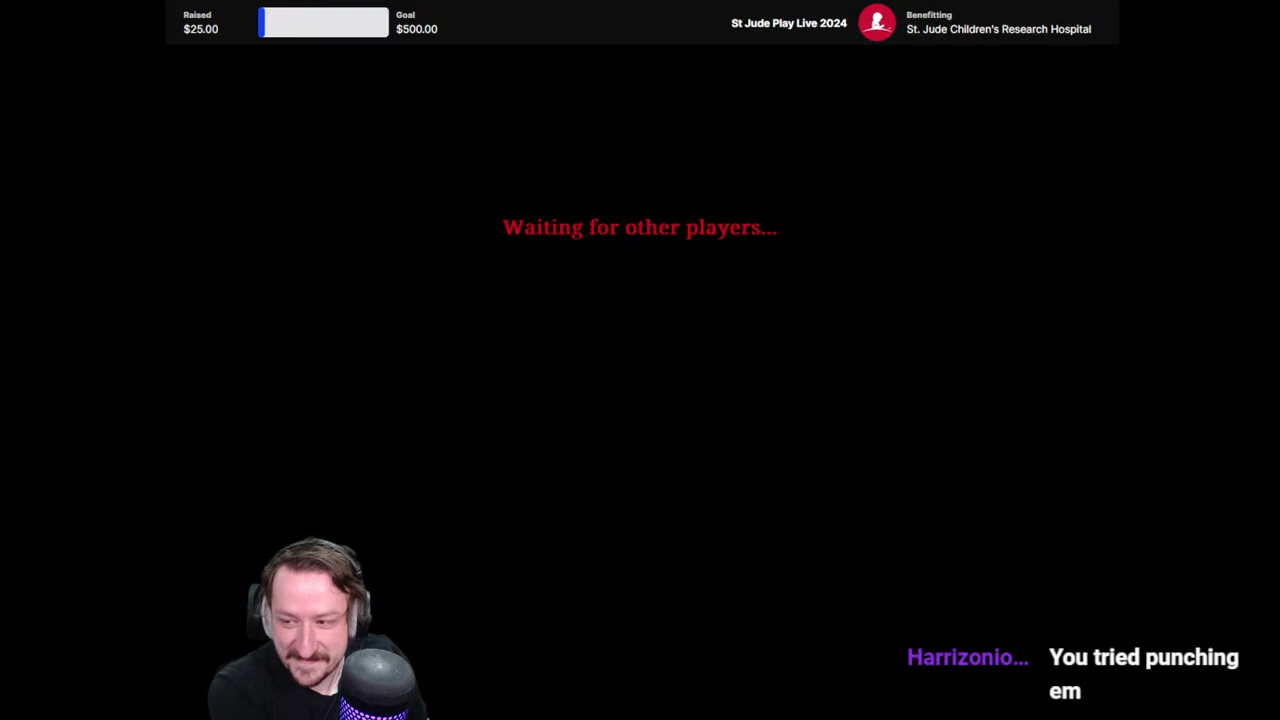 Raised
$25.00
Goal
$500.00
St Jude Play Live 2024
Benefitting
St. Jude Children's Research Hospital
Waiting for other players...
Harrizonio... You tried punching
em